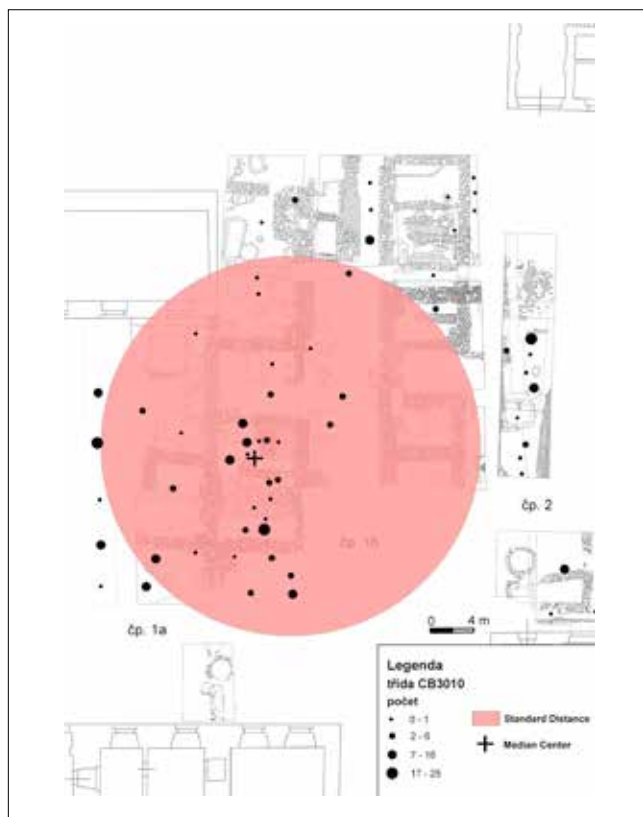 čp. 2
čp. 1b
čp. 1a
0 4 m
Legenda
třída CB3010
počet
0 - 1
2 - 6
7 - 16
17 - 25
Standard Distance
Median Center